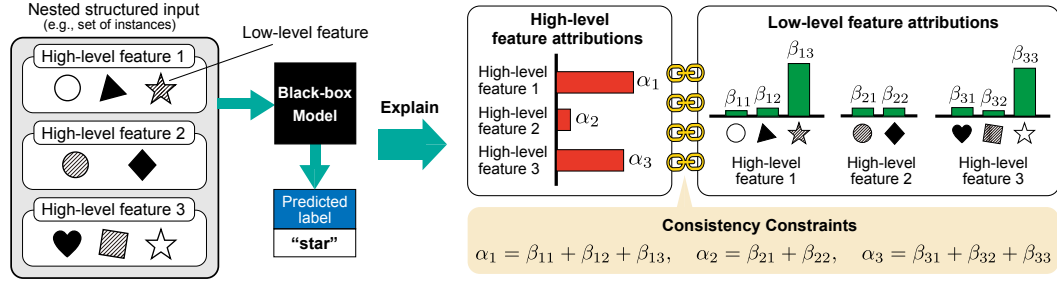 Nested structured input
(e.g., set of instances)
High-level feature 1
High-level feature 2
High-level feature 3
Low-level feature
Black-box
Model
Predicted
label
“star”
Explain
High-level
feature attributions
High-level
feature 1
α₁
High-level
feature 2
α₂
High-level
feature 3
α₃
Low-level feature attributions
β₁₁ β₁₂ β₁₃
High-level
feature 1
β₂₁ β₂₂
High-level
feature 2
β₃₁ β₃₂ β₃₃
High-level
feature 3
Consistency Constraints
α₁ = β₁₁ + β₁₂ + β₁₃, α₂ = β₂₁ + β₂₂, α₃ = β₃₁ + β₃₂ + β₃₃